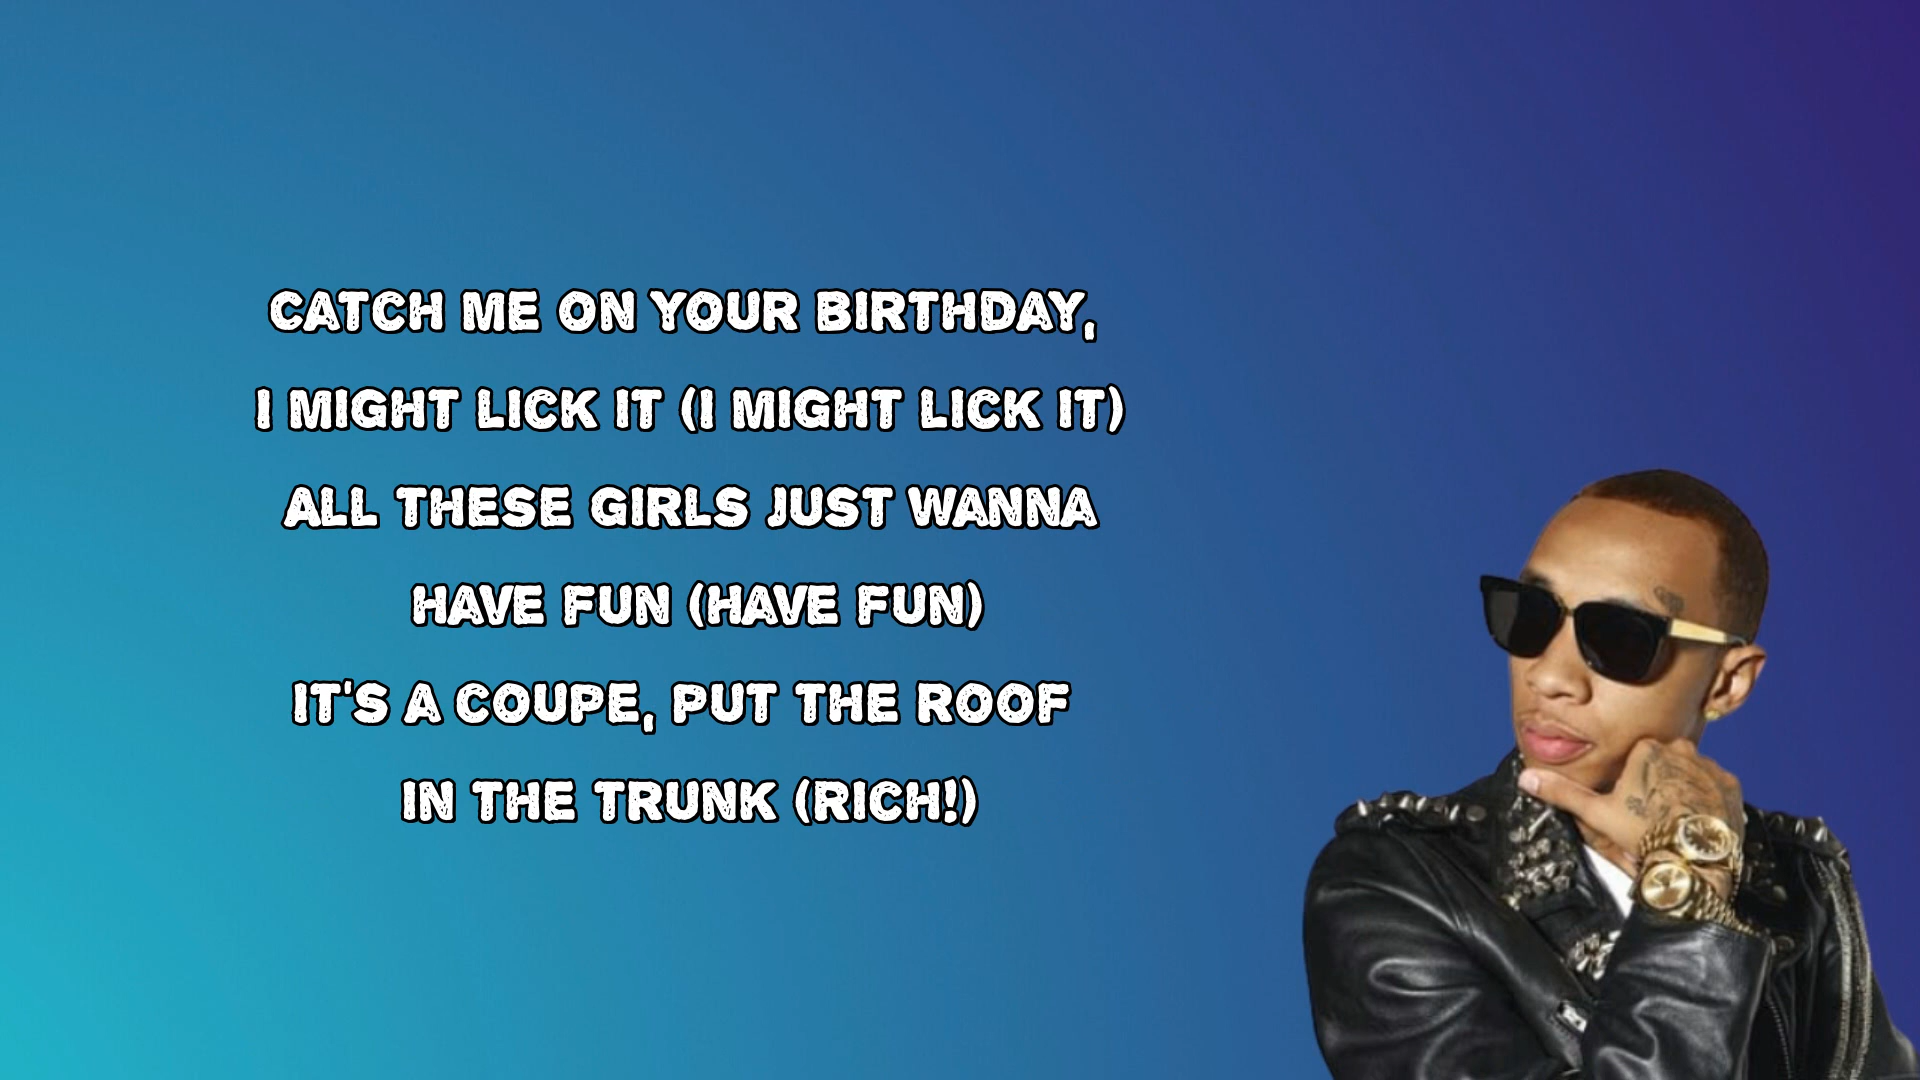 CATCH ME ON YOUR BIRTHDAY,
I MIGHT LICK IT (I MIGHT LICK IT)
ALL THESE GIRLS JUST WANNA
HAVE FUN (HAVE FUN)
IT'S A COUPE, PUT THE ROOF
IN THE TRUNK (RICH!)